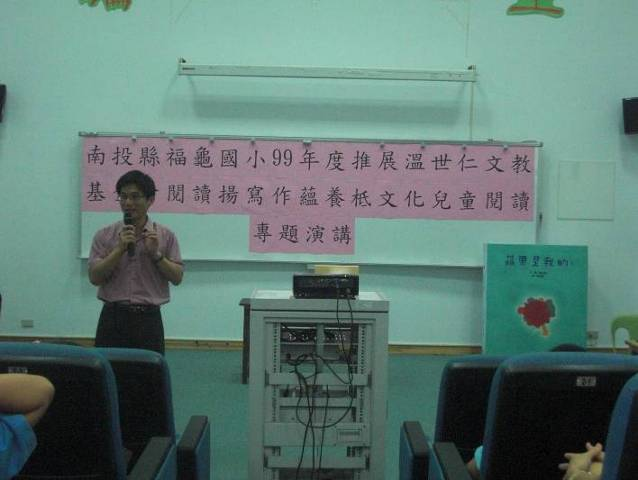 南投縣福龜國小99年度推展溫世仁文教
基 閱讀揚寫作蘊養柢文化兒童閱讀
專題演講
蘋果是我的!